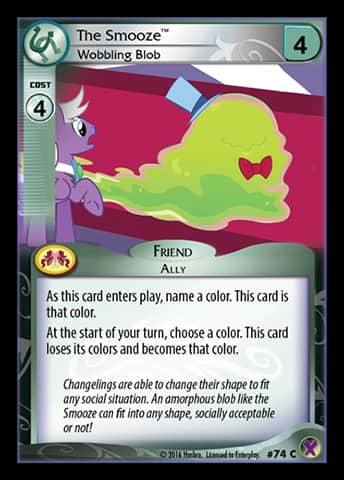 The Smooze™
Wobbling Blob
4
COST
4
FRIEND
ALLY
As this card enters play, name a color. This card is
that color.
At the start of your turn, choose a color. This card
loses its colors and becomes that color.
Changelings are able to change their shape to fit
any social situation. An amorphous blob like the
Smooze can fit into any shape, socially acceptable
or not!
© 2016 Hasbro. Licensed to Enterplay.
#74 C